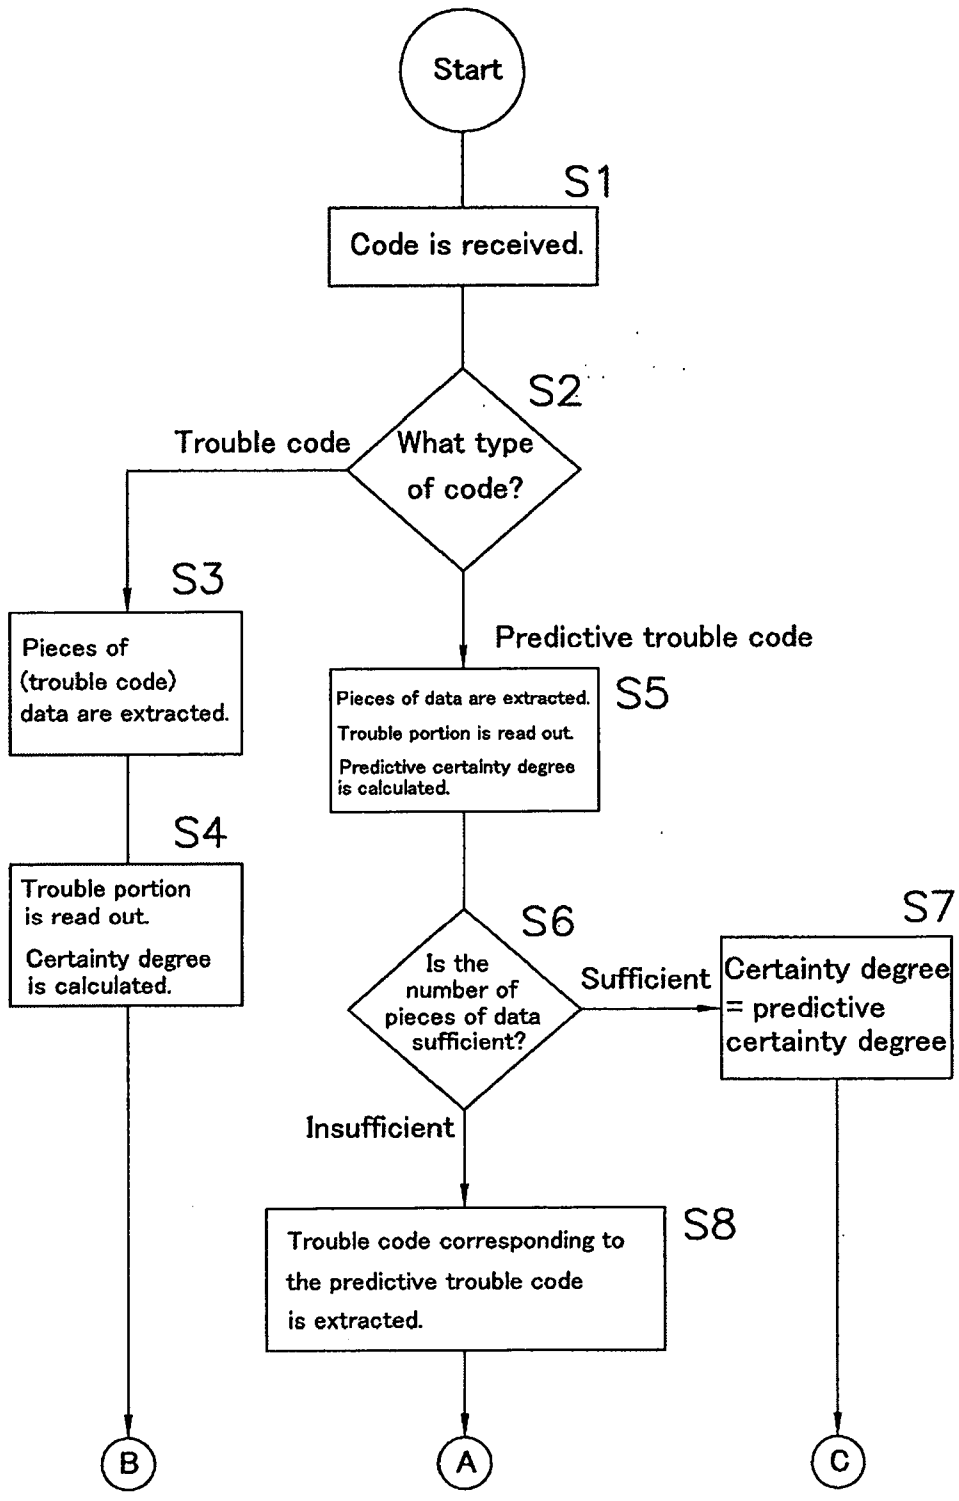 Start
S1
Code is received.
S2
What type
of code?
Trouble code
S3
Pieces of
(trouble code)
data are extracted.
Predictive trouble code
S5
Pieces of data are extracted.
Trouble portion is read out.
Predictive certainty degree
is calculated.
S4
Trouble portion
is read out.
Certainty degree
is calculated.
S6
Is the
number of
pieces of data
sufficient?
Sufficient
S7
Certainty degree
= predictive
certainty degree
Insufficient
S8
Trouble code corresponding to
the predictive trouble code
is extracted.
B
A
C